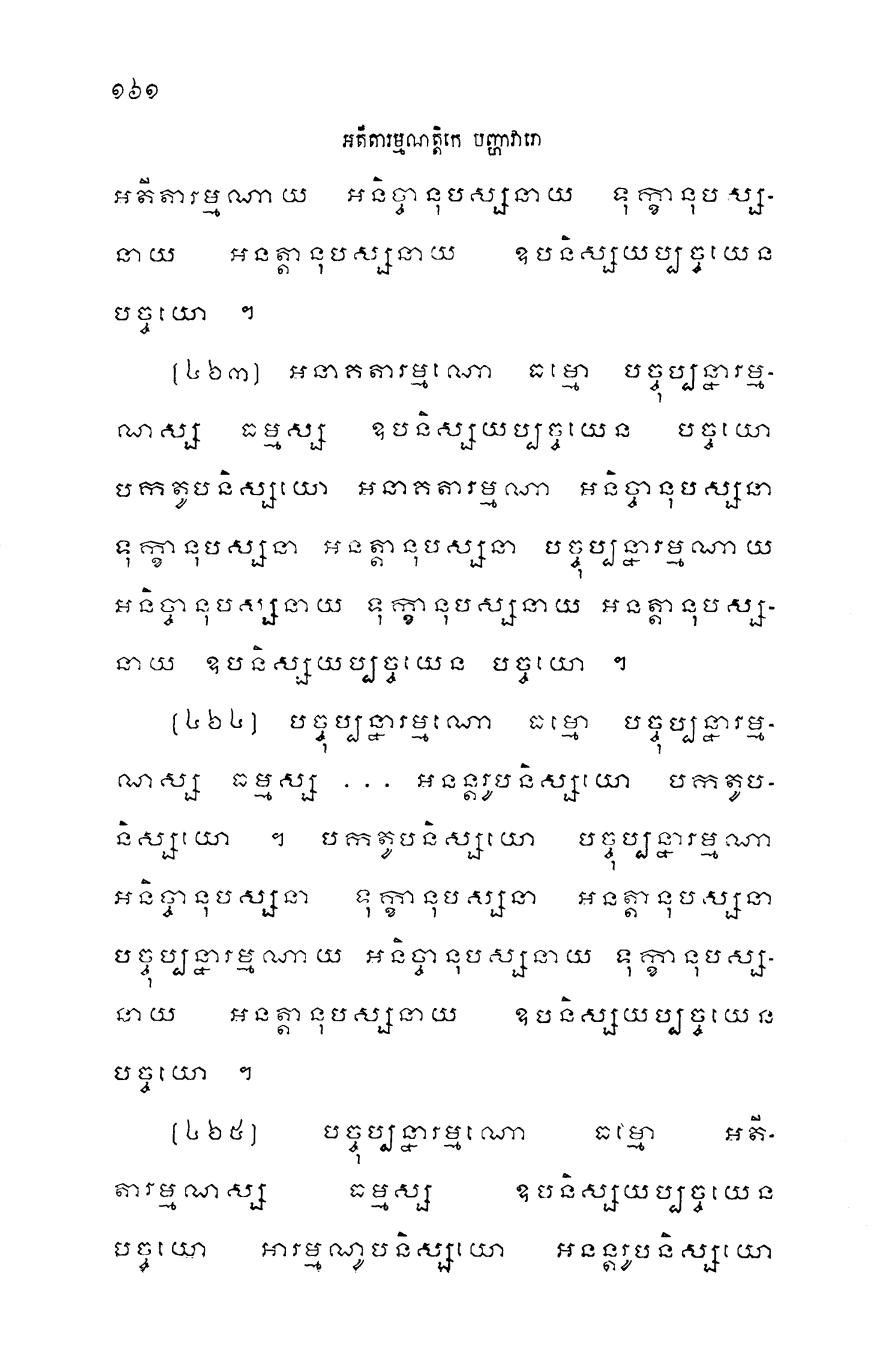 ១៦១
អតីតារម្មណត្តិកេ បញ្ហាវារោ
អតីតារម្មណាយ អនិច្ចានុបស្សនាយ ទុក្ខានុបស្ស-
នាយ អនត្តានុបស្សនាយ ឧបនិស្សយប្បច្ចយេន
បច្ចយោ ។
(៤៦៣) អនាគតារម្មណោ ធម្មោ បច្ចុប្បន្នារម្ម-
ណស្ស ធម្មស្ស ឧបនិស្សយប្បច្ចយេន បច្ចយោ
បកតូបនិស្សយោ អនាគតារម្មណា អនិច្ចានុបស្សនា
ទុក្ខានុបស្សនា អនត្តានុបស្សនា បច្ចុប្បន្នារម្មណាយ
អនិច្ចានុបស្សនាយ ទុក្ខានុបស្សនាយ អនត្តានុបស្ស-
នាយ ឧបនិស្សយប្បច្ចយេន បច្ចយោ ។
(៤៦៤) បច្ចុប្បន្នារម្មណោ ធម្មោ បច្ចុប្បន្នារម្ម-
ណស្ស ធម្មស្ស ... អនន្តរូបនិស្សយោ បកតូប-
និស្សយោ ។ បកតូបនិស្សយោ បច្ចុប្បន្នារម្មណា
អនិច្ចានុបស្សនា ទុក្ខានុបស្សនា អនត្តានុបស្សនា
បច្ចុប្បន្នារម្មណាយ អនិច្ចានុបស្សនាយ ទុក្ខានុបស្ស-
នាយ អនត្តានុបស្សនាយ ឧបនិស្សយប្បច្ចយេន
បច្ចយោ ។
(៤៦៥) បច្ចុប្បន្នារម្មណោ ធម្មោ អតី-
តារម្មណស្ស ធម្មស្ស ឧបនិស្សយប្បច្ចយេន
បច្ចយោ អារម្មណូបនិស្សយោ អនន្តរូបនិស្សយោ